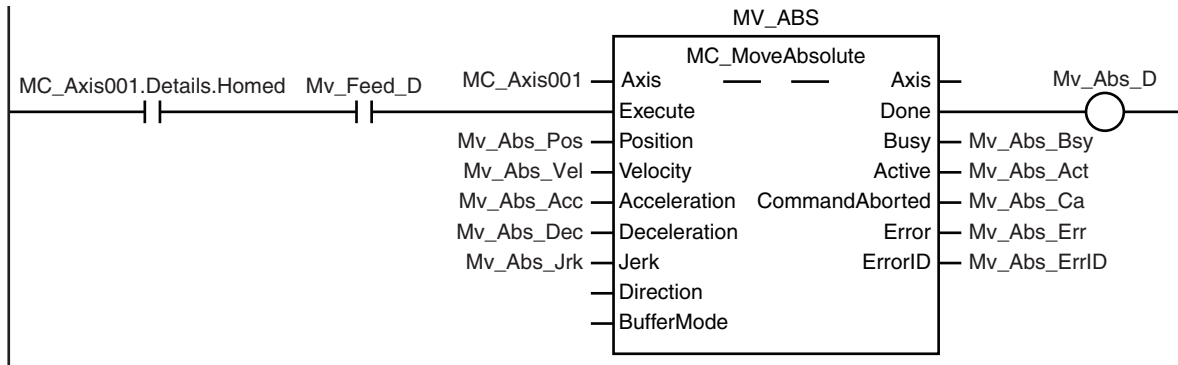 MV_ABS
MC_MoveAbsolute
MC_Axis001 Axis Axis
MC_Axis001.Details.Homed Mv_Feed_D Execute Done Mv_Abs_D
Mv_Abs_Pos Position Busy Mv_Abs_Bsy
Mv_Abs_Vel Velocity Active Mv_Abs_Act
Mv_Abs_Acc Acceleration CommandAborted Mv_Abs_Ca
Mv_Abs_Dec Deceleration Error Mv_Abs_Err
Mv_Abs_Jrk Jerk ErrorID Mv_Abs_ErrID
Direction
BufferMode